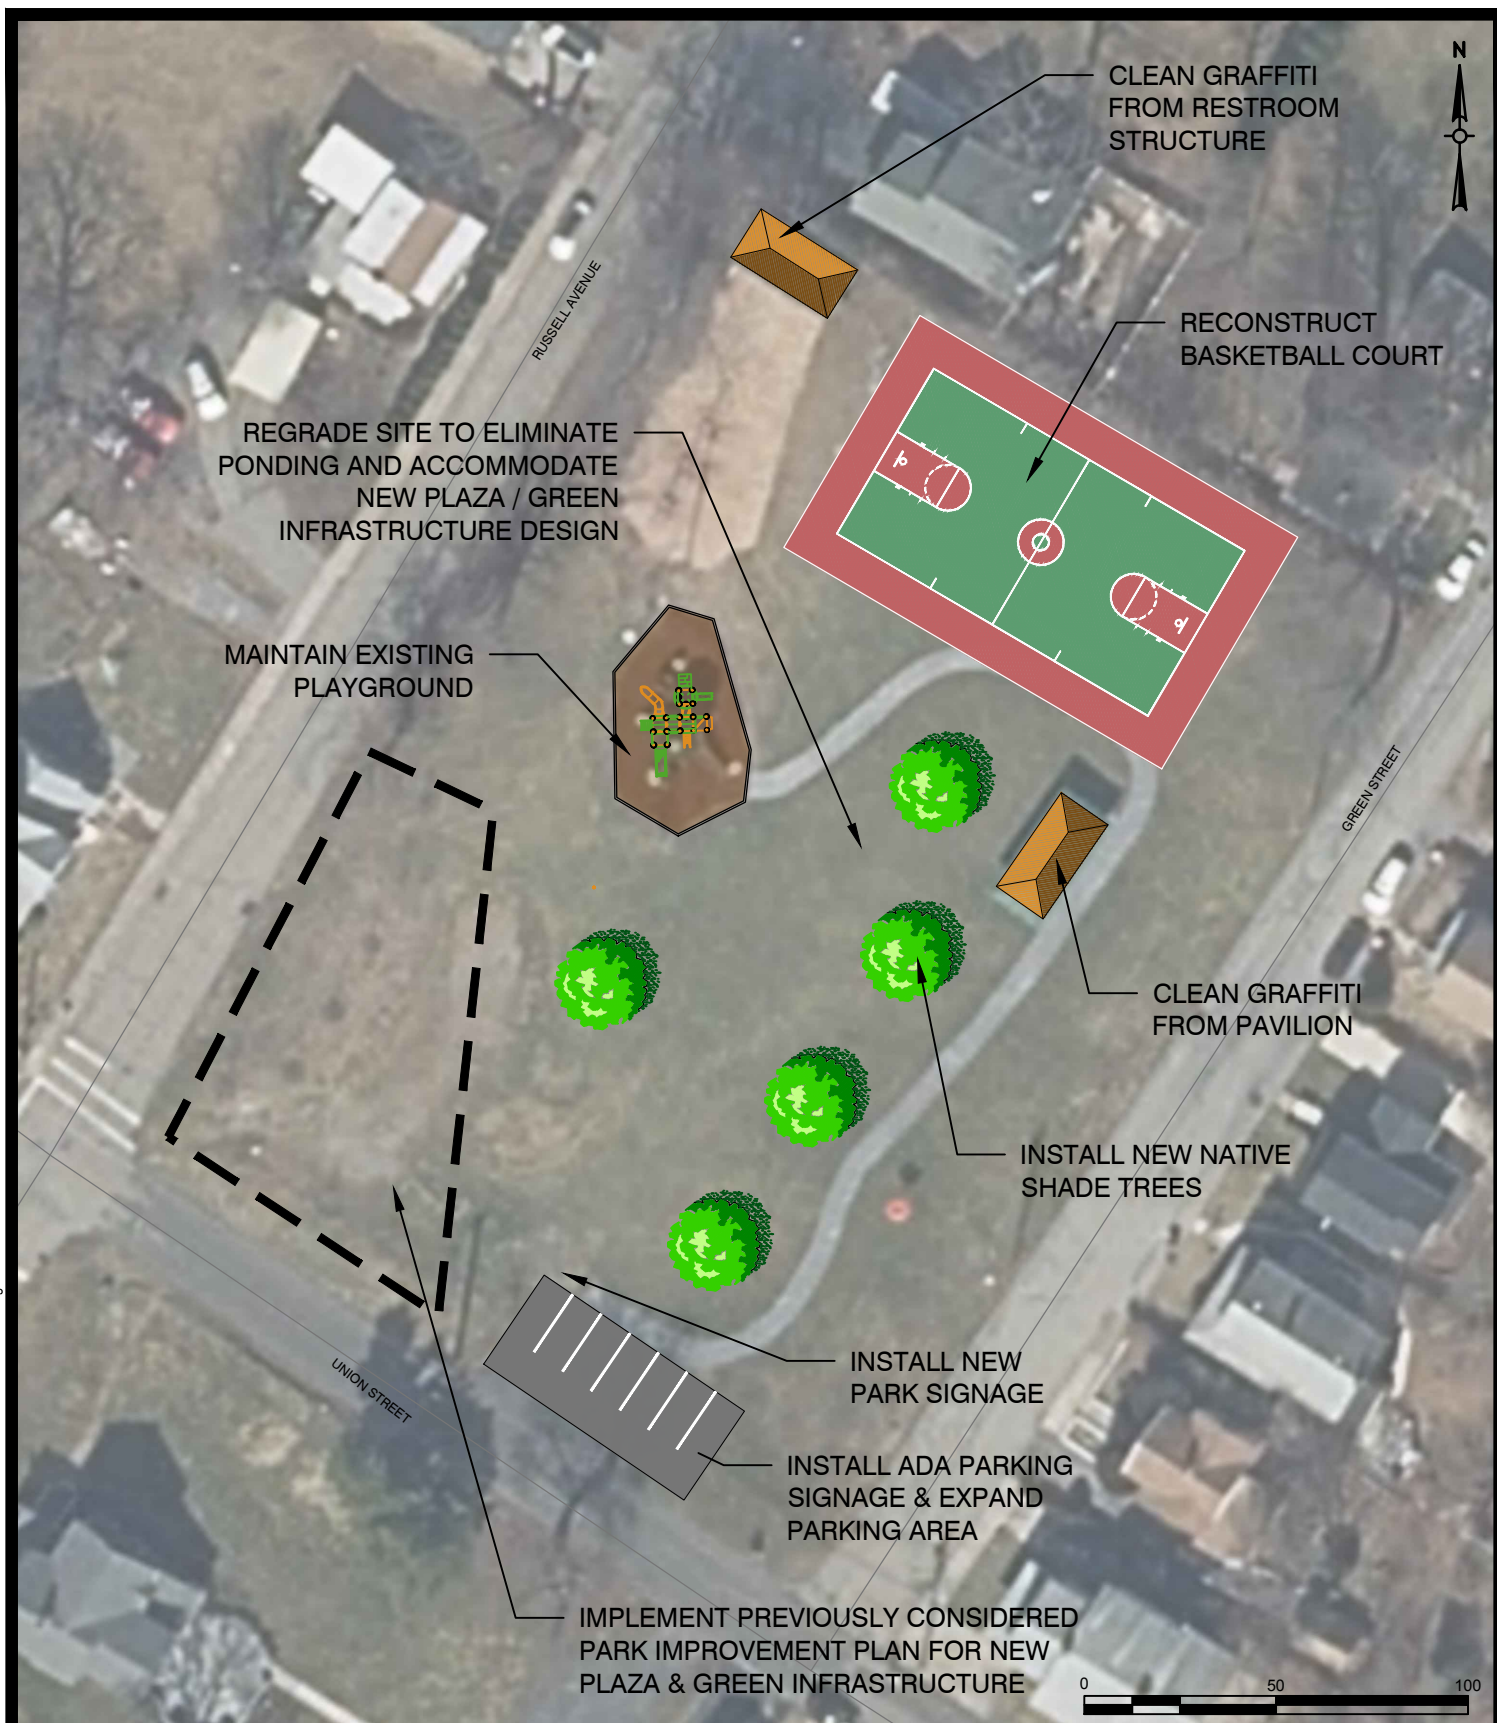 N
CLEAN GRAFFITI
FROM RESTROOM
STRUCTURE
RUSSELL AVENUE
RECONSTRUCT
BASKETBALL COURT
REGRADE SITE TO ELIMINATE
PONDING AND ACCOMMODATE
NEW PLAZA / GREEN
INFRASTRUCTURE DESIGN
MAINTAIN EXISTING
PLAYGROUND
GREEN STREET
CLEAN GRAFFITI
FROM PAVILION
INSTALL NEW NATIVE
SHADE TREES
INSTALL NEW
PARK SIGNAGE
UNION STREET
INSTALL ADA PARKING
SIGNAGE & EXPAND
PARKING AREA
IMPLEMENT PREVIOUSLY CONSIDERED
PARK IMPROVEMENT PLAN FOR NEW
PLAZA & GREEN INFRASTRUCTURE
0 50 100